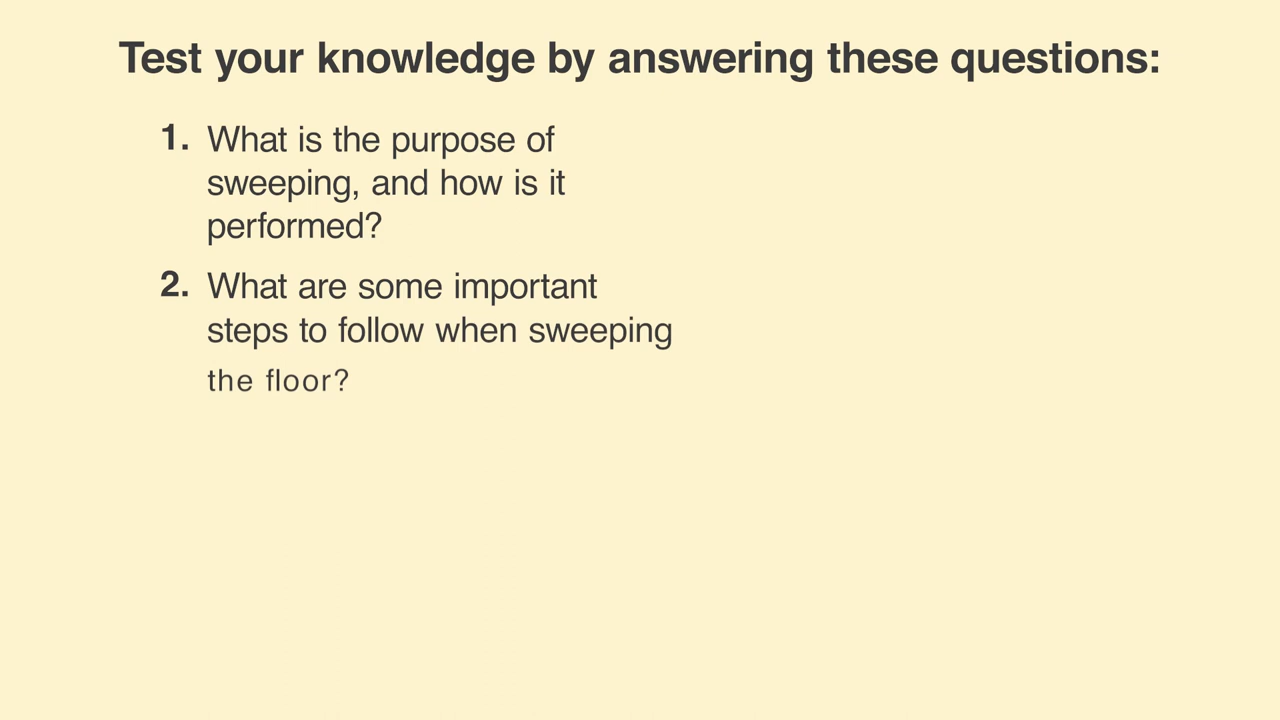 Test your knowledge by answering these questions:
1. What is the purpose of
sweeping, and how is it
performed?
2. What are some important
steps to follow when sweeping
the floor?